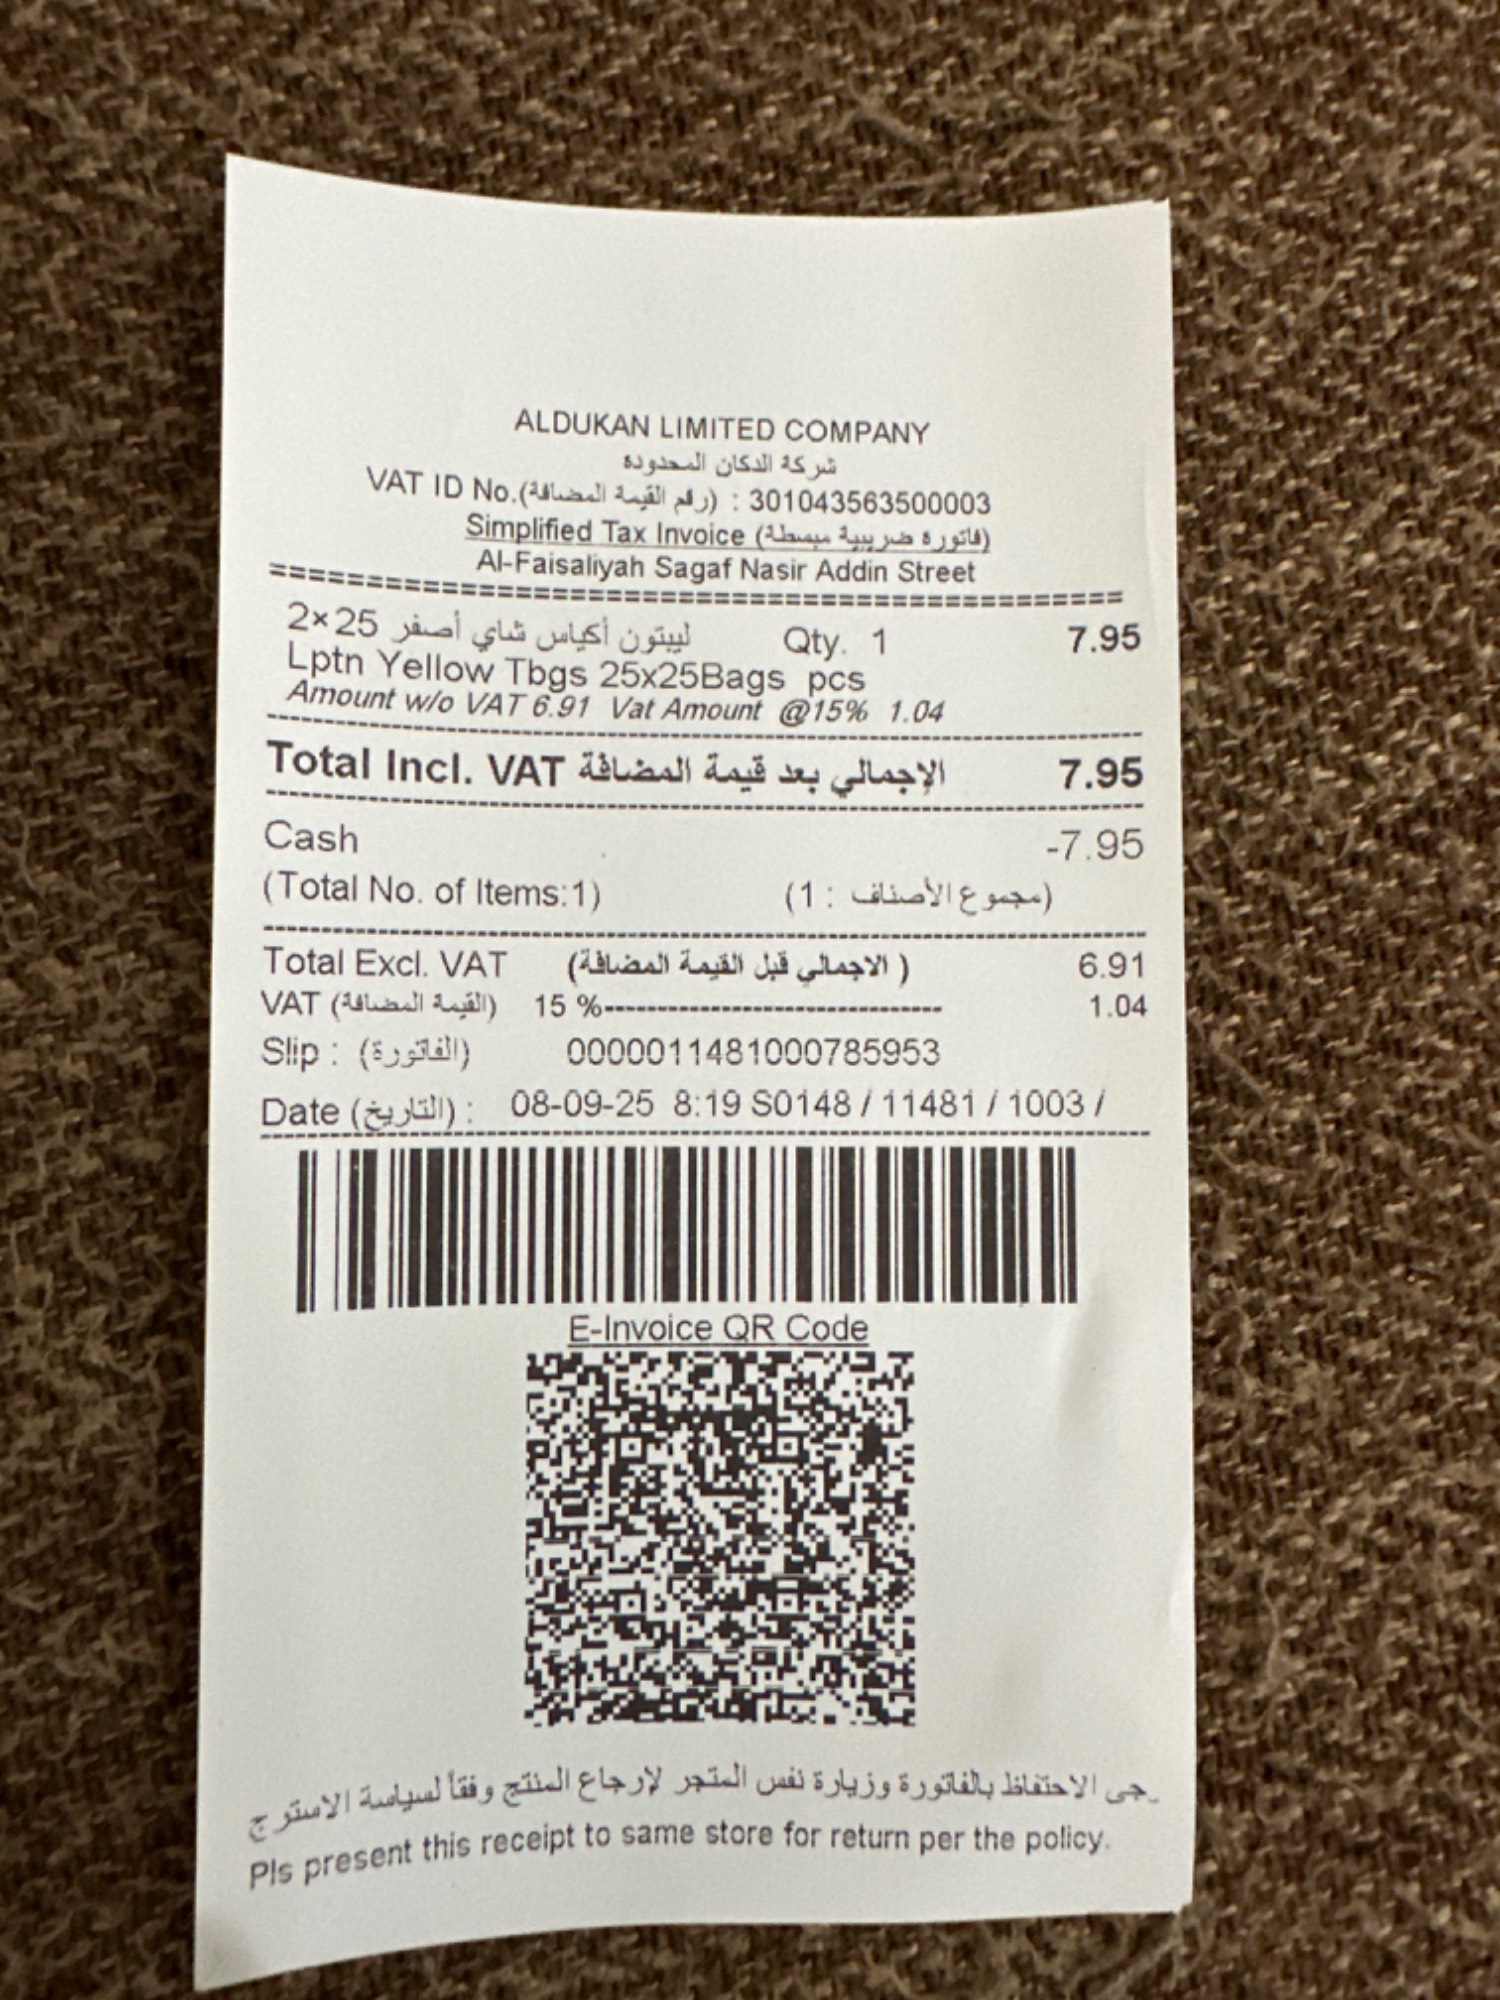 ALDUKAN LIMITED COMPANY
شركة الدكان المحدوده
VAT ID No.(رقم القيمة المضافة) : 301043563500003
Simplified Tax Invoice (فاتورة ضريبية مبسطة)
Al-Faisaliyah Sagaf Nasir Addin Street
ليبتون أكياس شاي أصفر 25×2 Qty. 1 7.95
Lptn Yellow Tbgs 25x25Bags pcs
Amount w/o VAT 6.91 Vat Amount @15% 1.04
Total Incl. VAT الإجمالي بعد قيمة المضافة 7.95
Cash -7.95
(Total No. of Items:1) (مجموع الأصناف : 1)
Total Excl. VAT (الاجمالي قبل القيمة المضافة ) 6.91
VAT (القيمة المضافة) 15 %-------------------------------- 1.04
Slip : (الفاتورة) 0000011481000785953
Date (التاريخ) : 08-09-25 8:19 S0148 / 11481 / 1003 /
E-Invoice QR Code
رجى الاحتفاظ بالفاتورة وزيارة نفس المتجر لإرجاع المنتج وفقاً لسياسة الاسترج
Pls present this receipt to same store for return per the policy.